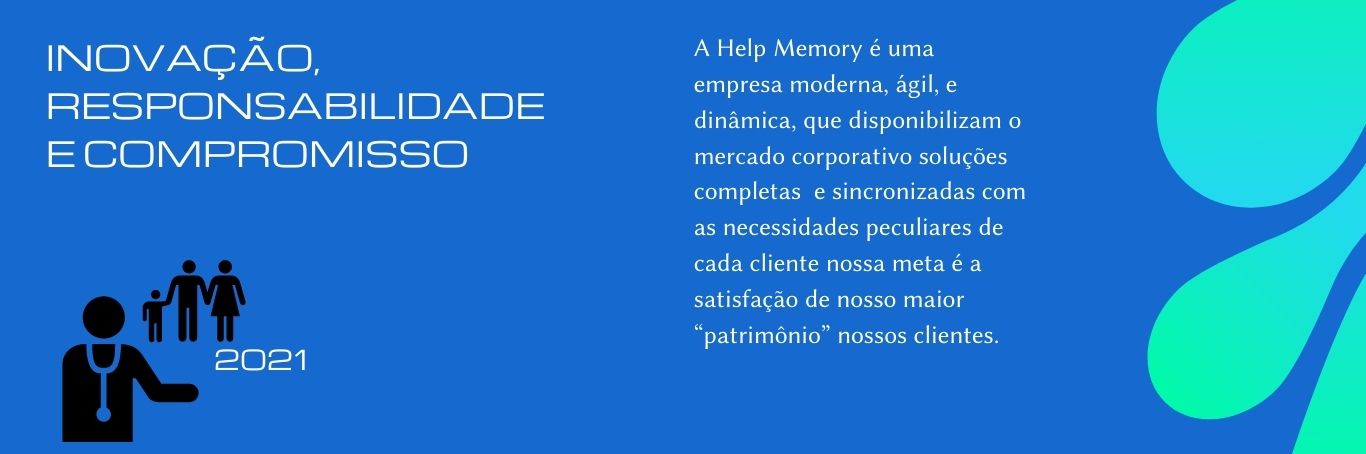 INOVAÇÃO,
RESPONSABILIDADE
E COMPROMISSO
2021
A Help Memory é uma
empresa moderna, ágil, e
dinâmica, que disponibilizam o
mercado corporativo soluções
completas  e sincronizadas com
as necessidades peculiares de
cada cliente nossa meta é a
satisfação de nosso maior
“patrimônio” nossos clientes.